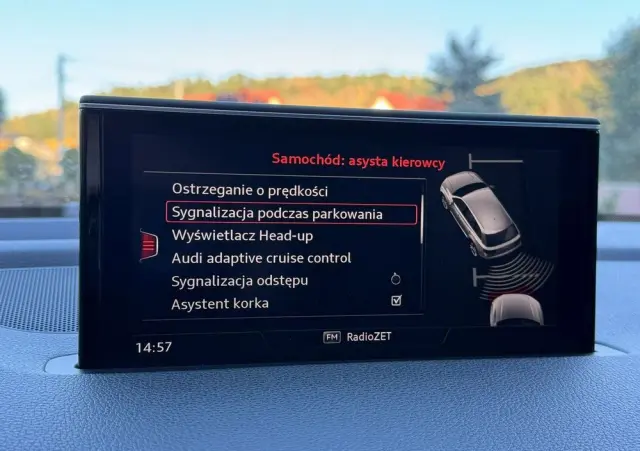 Samochód: asysta kierowcy
Ostrzeganie o prędkości
Sygnalizacja podczas parkowania
Wyświetlacz Head-up
Audi adaptive cruise control
Sygnalizacja odstępu
Asystent korka
14:57
FM RadioZET